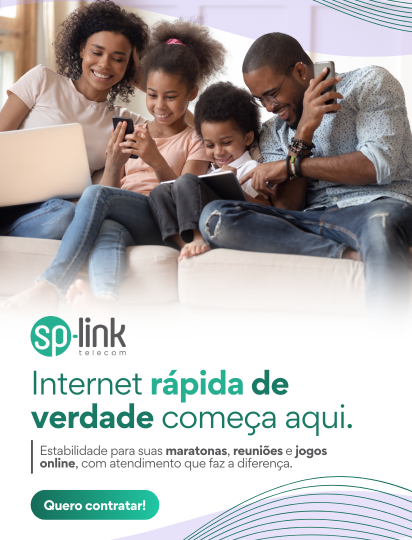 sp-link
telecom
Internet rápida de
verdade começa aqui.
Estabilidade para suas maratonas, reuniões e jogos
online, com atendimento que faz a diferença.
Quero contratar!